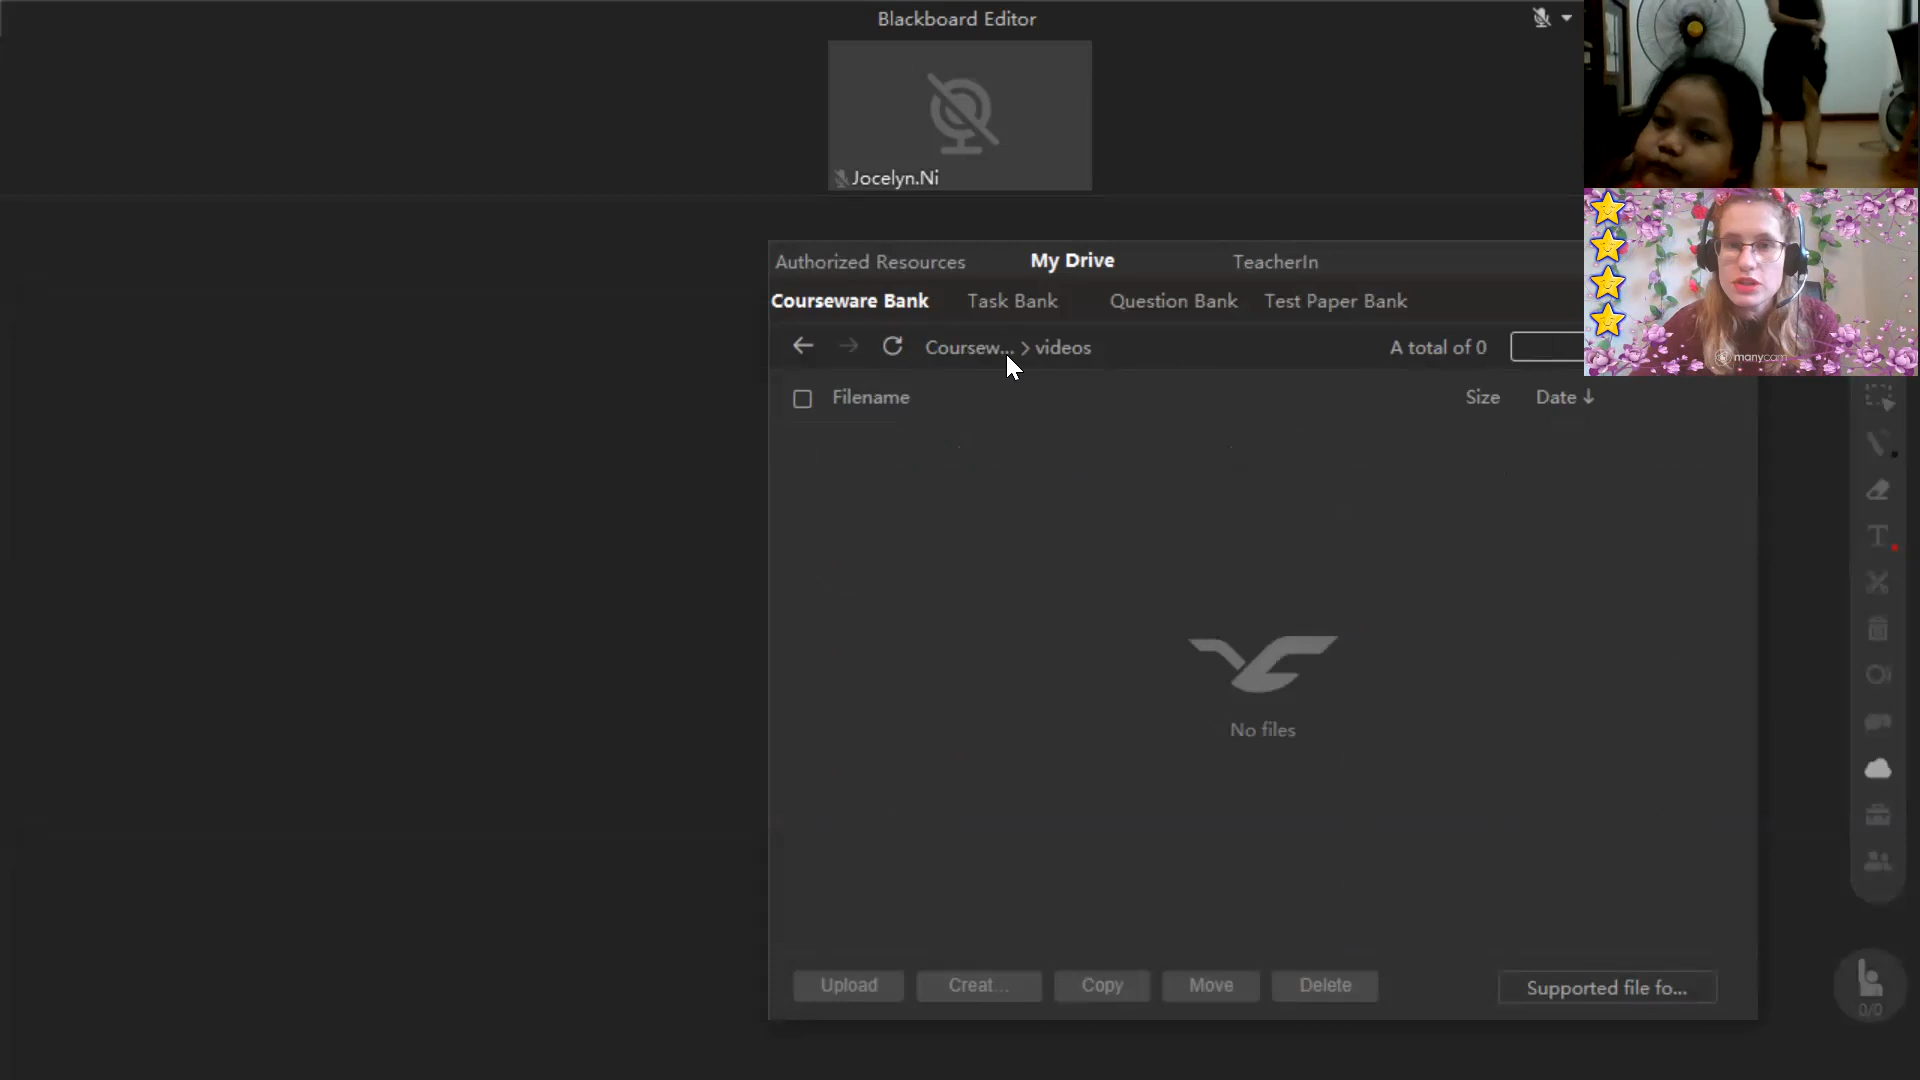 Blackboard Editor
Jocelyn.Ni
Authorized Resources My Drive TeacherIn
Courseware Bank Task Bank Question Bank Test Paper Bank
Coursew... > videos A total of 0
Filename Size Date
manycam
T
No files
Upload Creat... Copy Move Delete Supported file fo...
0/0